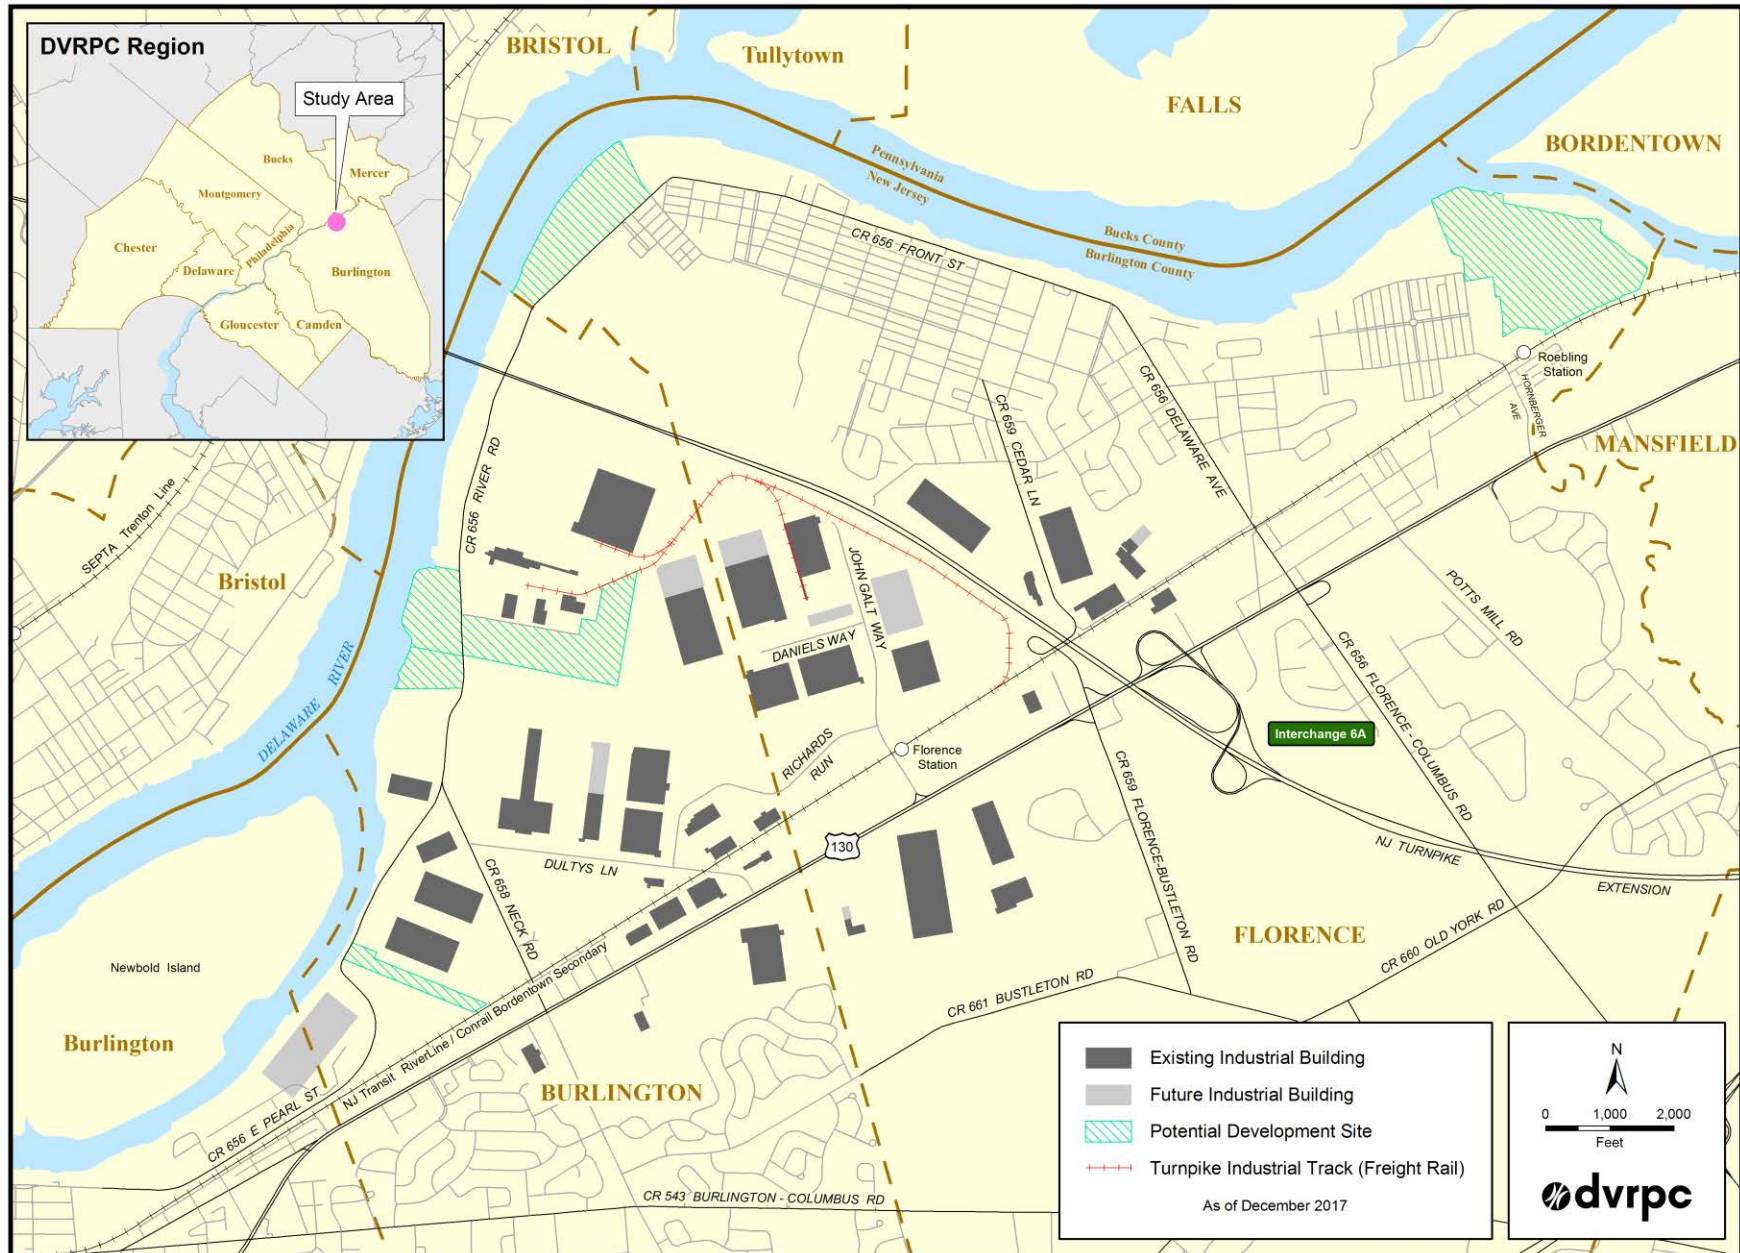 DVRPC Region
Study Area
Bucks
Mercer
Montgomery
Chester
Philadelphia
Delaware
Burlington
Gloucester
Camden
BRISTOL
Tullytown
FALLS
BORDENTOWN
Pennsylvania
New Jersey
Bucks County
Burlington County
CR 656 FRONT ST
Roebling
Station
HORNBERGER
AVE
MANSFIELD
CR 656 DELAWARE AVE
CR 659 CEDAR LN
CR 656 RIVER RD
SEPTA Trenton Line
Bristol
JOHN GALT WAY
DANIELS WAY
POTTS MILL RD
DELAWARE RIVER
RICHARDS
RUN
Florence
Station
Interchange 6A
CR 656 FLORENCE - COLUMBUS RD
CR 659 FLORENCE-BUSTLETON RD
130
NJ TURNPIKE
EXTENSION
DULTYS LN
CR 658 NECK RD
FLORENCE
CR 660 OLD YORK RD
Newbold Island
CR 661 BUSTLETON RD
Burlington
NJ Transit RiverLine / Conrail Bordentown Secondary
BURLINGTON
CR 656 E PEARL ST
CR 543 BURLINGTON - COLUMBUS RD
Existing Industrial Building
Future Industrial Building
Potential Development Site
Turnpike Industrial Track (Freight Rail)
As of December 2017
N
0 1,000 2,000
Feet
dvrpc